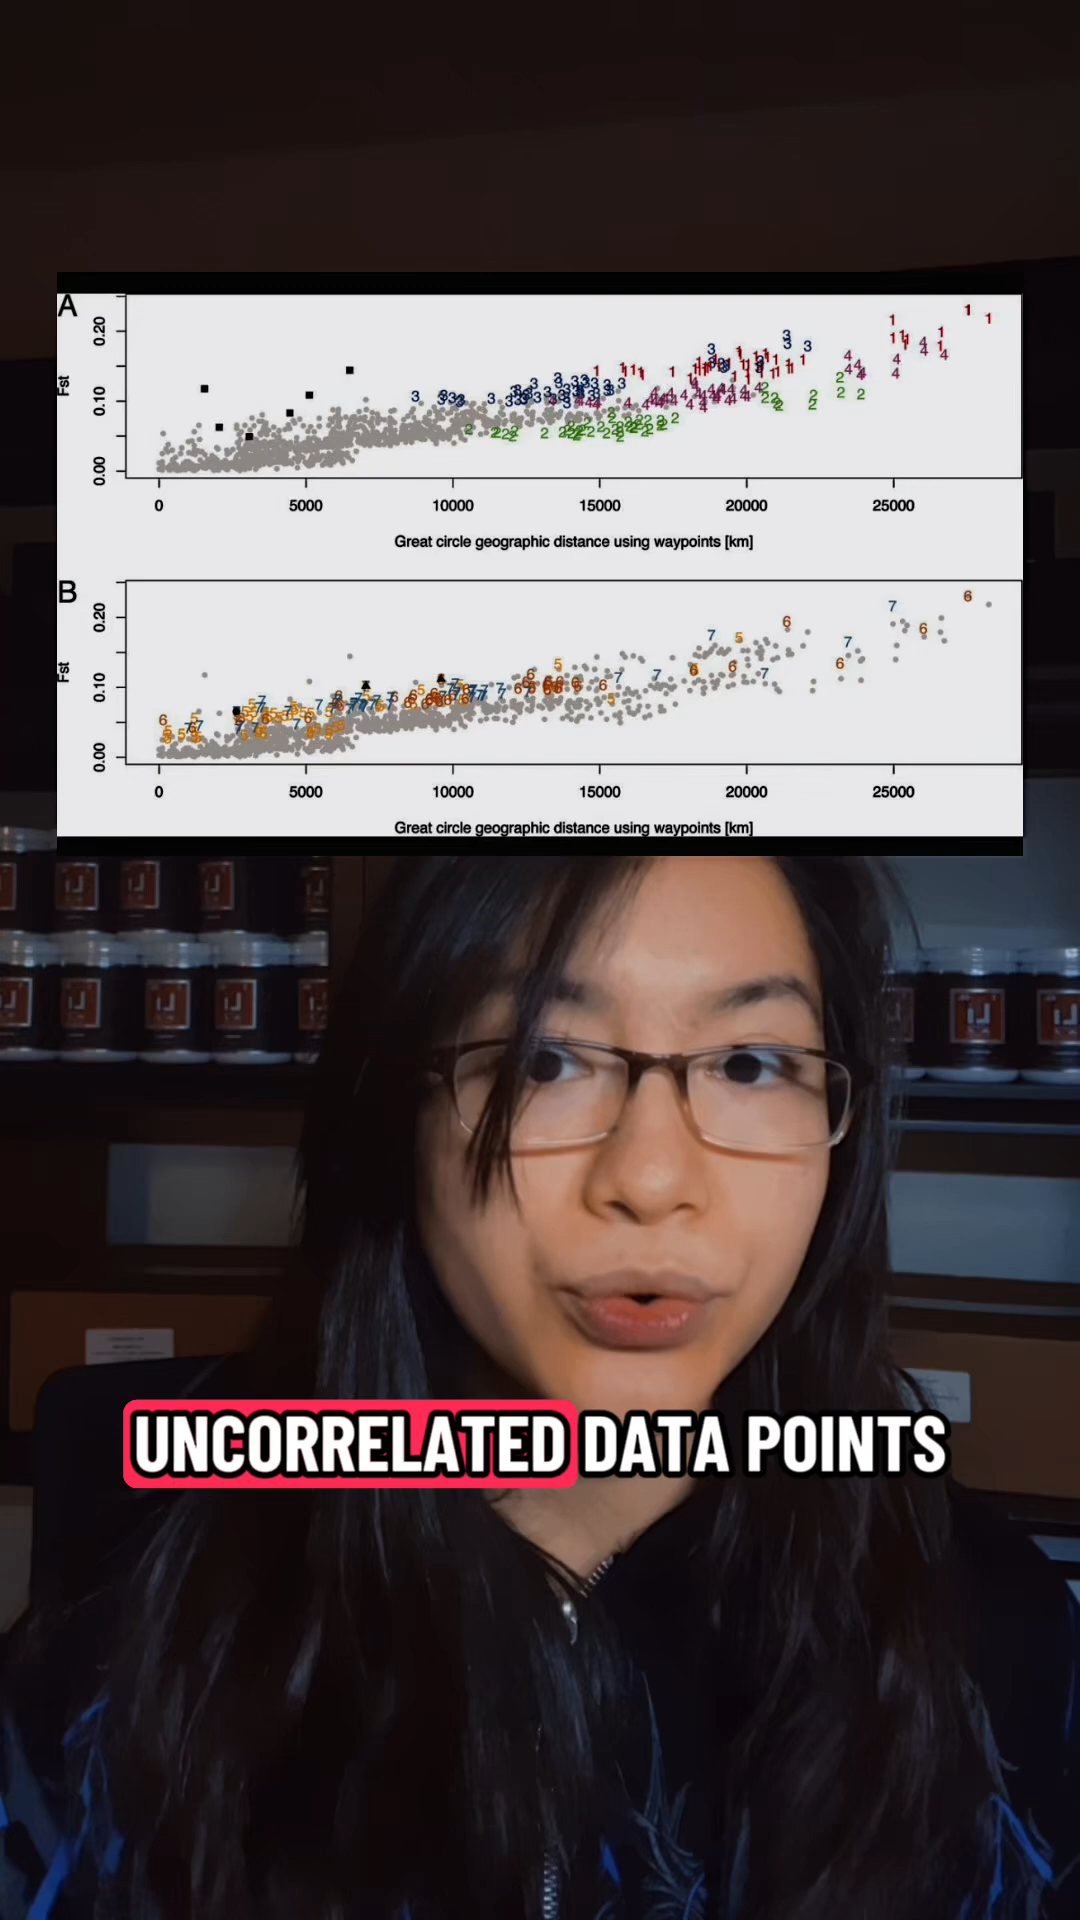 A
Fst
0.20
0.10
0.00
0 5000 10000 15000 20000 25000
Great circle geographic distance using waypoints [km]
B
Fst
0.20
0.10
0.00
0 5000 10000 15000 20000 25000
Great circle geographic distance using waypoints [km]
UNCORRELATED DATA POINTS